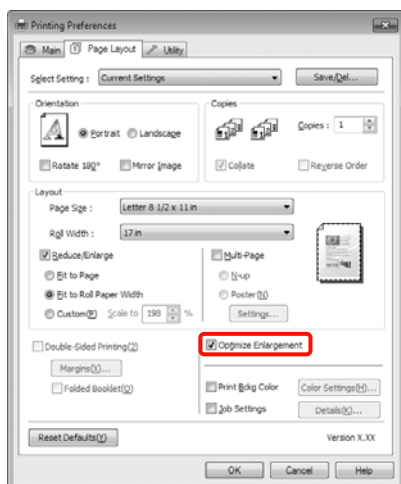 Printing Preferences
Main Page Layout Utility
Select Setting : Current Settings Save/Del...
Orientation Copies
A Portrait Landscape Copies : 1
Rotate 180° Mirror Image Collate Reverse Order
Layout
Page Size : Letter 8 1/2 x 11 in
Roll Width : 17 in
Reduce/Enlarge Multi-Page
Fit to Page N-up
Fit to Roll Paper Width Poster(N)
Custom(F) Scale to 198 % Settings...
Double-Sided Printing(2) Optimize Enlargement
Margins(X)...
Folded Booklet(O) Print Bckg Color Color Settings(H)...
Job Settings Details(K)...
Reset Defaults(Y) Version X.XX
OK Cancel Help